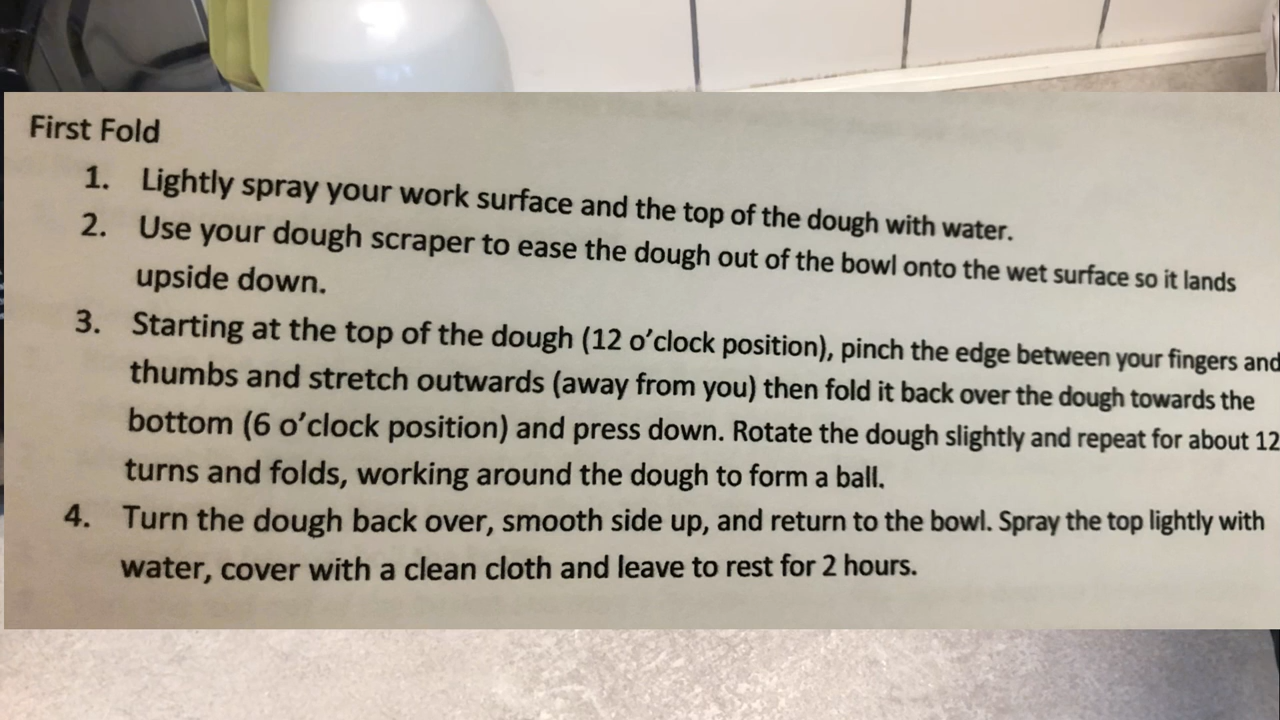 First Fold
1. Lightly spray your work surface and the top of the dough with water.
2. Use your dough scraper to ease the dough out of the bowl onto the wet surface so it lands
upside down.
3. Starting at the top of the dough (12 o'clock position), pinch the edge between your fingers and
thumbs and stretch outwards (away from you) then fold it back over the dough towards the
bottom (6 o'clock position) and press down. Rotate the dough slightly and repeat for about 12
turns and folds, working around the dough to form a ball.
4. Turn the dough back over, smooth side up, and return to the bowl. Spray the top lightly with
water, cover with a clean cloth and leave to rest for 2 hours.